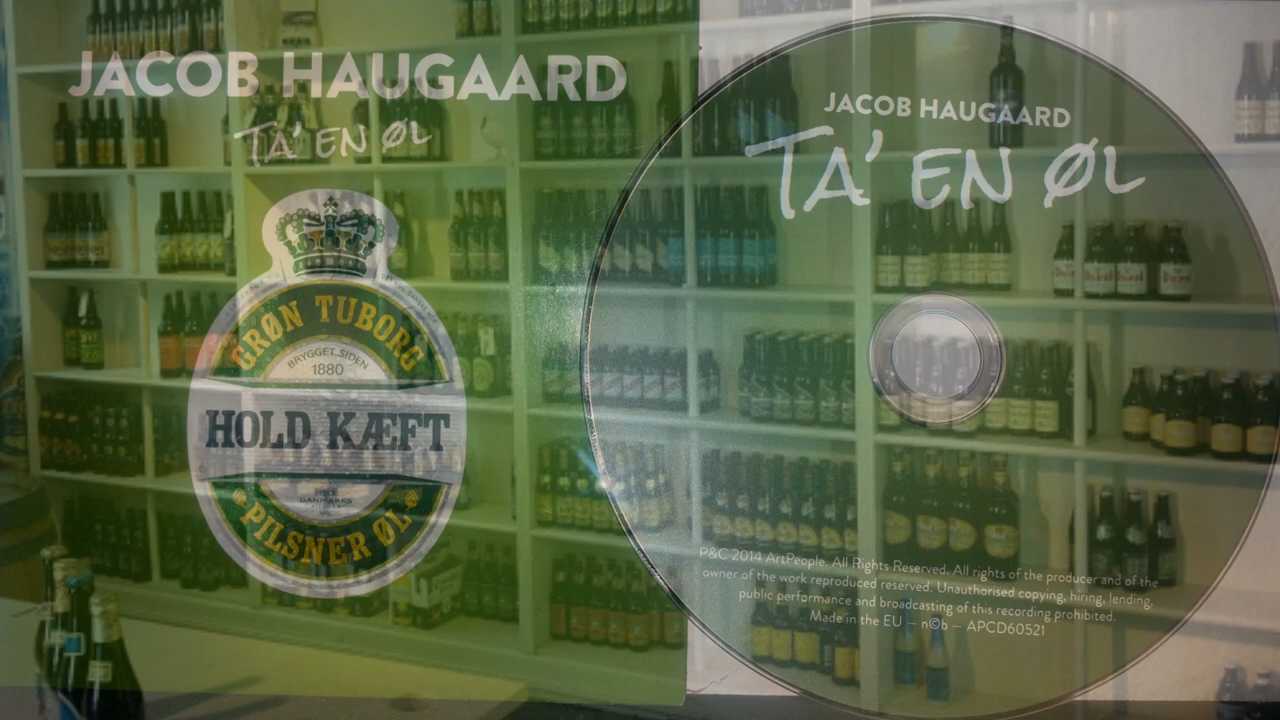 JACOB HAUGAARD
TA' EN ØL
GRØN TUBORG
BRYGGET SIDEN
1880
HOLD KÆFT
HELE
DANMARKS
PILSNER ØL
JACOB HAUGAARD
TA' EN ØL
P&C 2014 ArtPeople. All Rights Reserved. All rights of the producer and of the
owner of the work reproduced reserved. Unauthorised copying, hiring, lending,
public performance and broadcasting of this recording prohibited.
Made in the EU – n©b – APCD60521